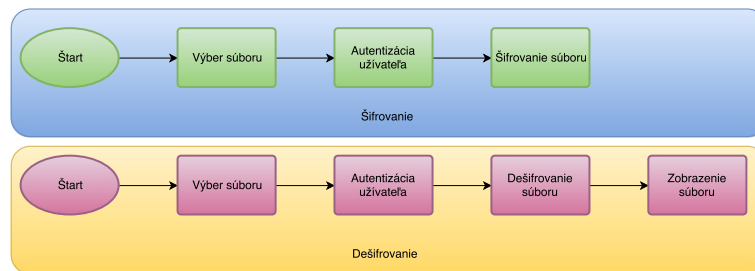 Štart
Výber súboru
Autentizácia
užívateľa
Šifrovanie súboru
Šifrovanie
Štart
Výber súboru
Autentizácia
užívateľa
Dešifrovanie
súboru
Zobrazenie
súboru
Dešifrovanie